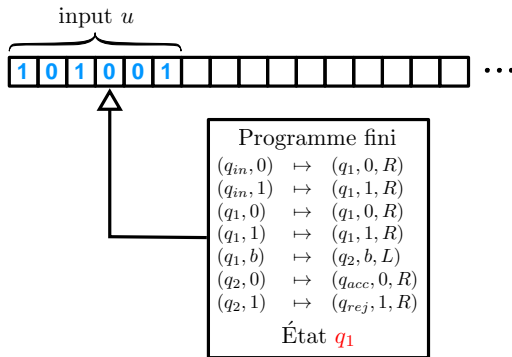 input u
1 0 1 0 0 1 ...
Programme fini
(q_in, 0) ↦ (q_1, 0, R)
(q_in, 1) ↦ (q_1, 1, R)
(q_1, 0) ↦ (q_1, 0, R)
(q_1, 1) ↦ (q_1, 1, R)
(q_1, b) ↦ (q_2, b, L)
(q_2, 0) ↦ (q_acc, 0, R)
(q_2, 1) ↦ (q_rej, 1, R)
État q_1